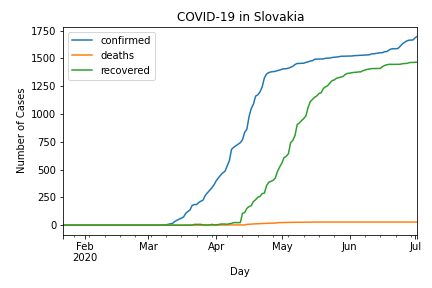 COVID-19 in Slovakia
confirmed
deaths
recovered
Number of Cases
1750
1500
1250
1000
750
500
250
0
Feb Mar Apr May Jun Jul
2020
Day